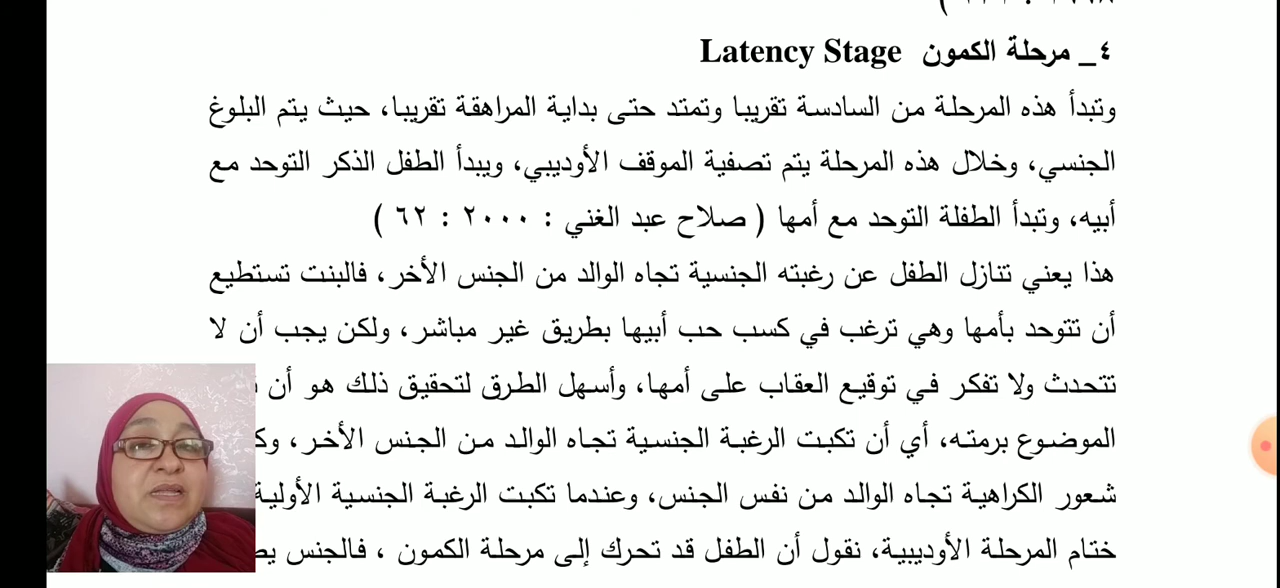 ٤_ مرحلة الكمون Latency Stage
وتبدأ هذه المرحلة من السادسة تقريبا وتمتد حتى بداية المراهقة تقريبا، حيث يتم البلوغ
الجنسي، وخلال هذه المرحلة يتم تصفية الموقف الأوديبي، ويبدأ الطفل الذكر التوحد مع
أبيه، وتبدأ الطفلة التوحد مع أمها ( صلاح عبد الغني : ٢٠٠٠ : ٦٢ )
هذا يعني تنازل الطفل عن رغبته الجنسية تجاه الوالد من الجنس الأخر، فالبنت تستطيع
أن تتوحد بأمها وهي ترغب في كسب حب أبيها بطريق غير مباشر، ولكن يجب أن لا
تتحدث ولا تفكر في توقيع العقاب على أمها، وأسهل الطرق لتحقيق ذلك هو أن
الموضوع برمته، أي أن تكبت الرغبة الجنسية تجاه الوالد من الجنس الأخر،
شعور الكراهية تجاه الوالد من نفس الجنس، وعندما تكبت الرغبة الجنسية الأولية
ختام المرحلة الأوديبية، نقول أن الطفل قد تحرك إلى مرحلة الكمون ، فالجنس